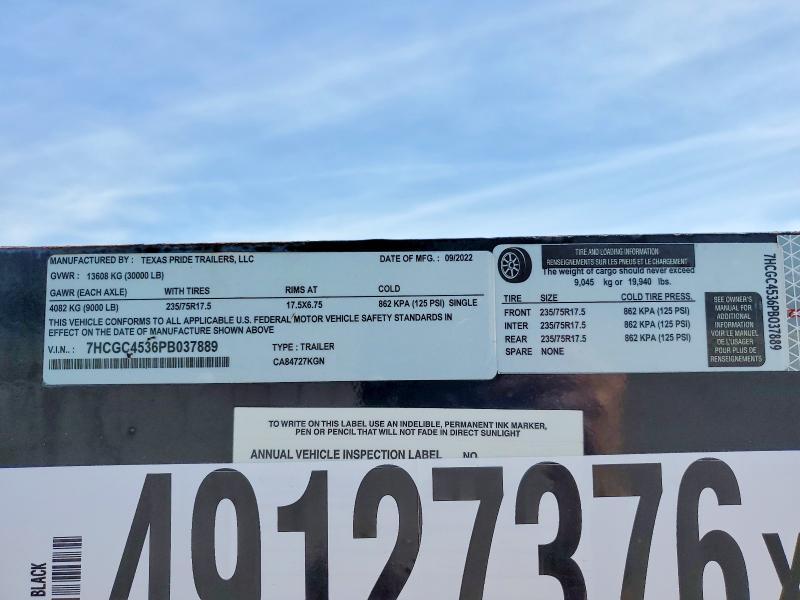 MANUFACTURED BY : TEXAS PRIDE TRAILERS, LLC DATE OF MFG. : 09/2022
GVWR : 13608 KG (30000 LB)
GAWR (EACH AXLE) WITH TIRES RIMS AT COLD
4082 KG (9000 LB) 235/75R17.5 17.5X6.75 862 KPA (125 PSI) SINGLE
THIS VEHICLE CONFORMS TO ALL APPLICABLE U.S. FEDERAL MOTOR VEHICLE SAFETY STANDARDS IN
EFFECT ON THE DATE OF MANUFACTURE SHOWN ABOVE
V.I.N. : 7HCGC4536PB037889 TYPE : TRAILER
CA84727KGN
TIRE AND LOADING INFORMATION
RENSEIGNEMENTS SUR LES PNEUS ET LE CHARGEMENT
The weight of cargo should never exceed
9,045 kg or 19,940 lbs.
TIRE SIZE COLD TIRE PRESS.
FRONT 235/75R17.5 862 KPA (125 PSI)
INTER 235/75R17.5 862 KPA (125 PSI)
REAR 235/75R17.5 862 KPA (125 PSI)
SPARE NONE
SEE OWNER'S
MANUAL FOR
ADDITIONAL
INFORMATION
VOIR LE MANUEL
DE L'USAGER
POUR PLUS DE
RENSEIGNEMENTS
7HCGC4536PB037889
TO WRITE ON THIS LABEL USE AN INDELIBLE, PERMANENT INK MARKER,
PEN OR PENCIL THAT WILL NOT FADE IN DIRECT SUNLIGHT
ANNUAL VEHICLE INSPECTION LABEL NO.
BLACK
49127376x